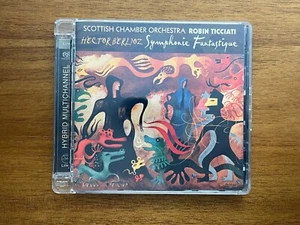 SCOTTISH CHAMBER ORCHESTRA ROBIN TICCIATI
HECTOR BERLIOZ Symphonie Fantastique
HYBRID MULTICHANNEL